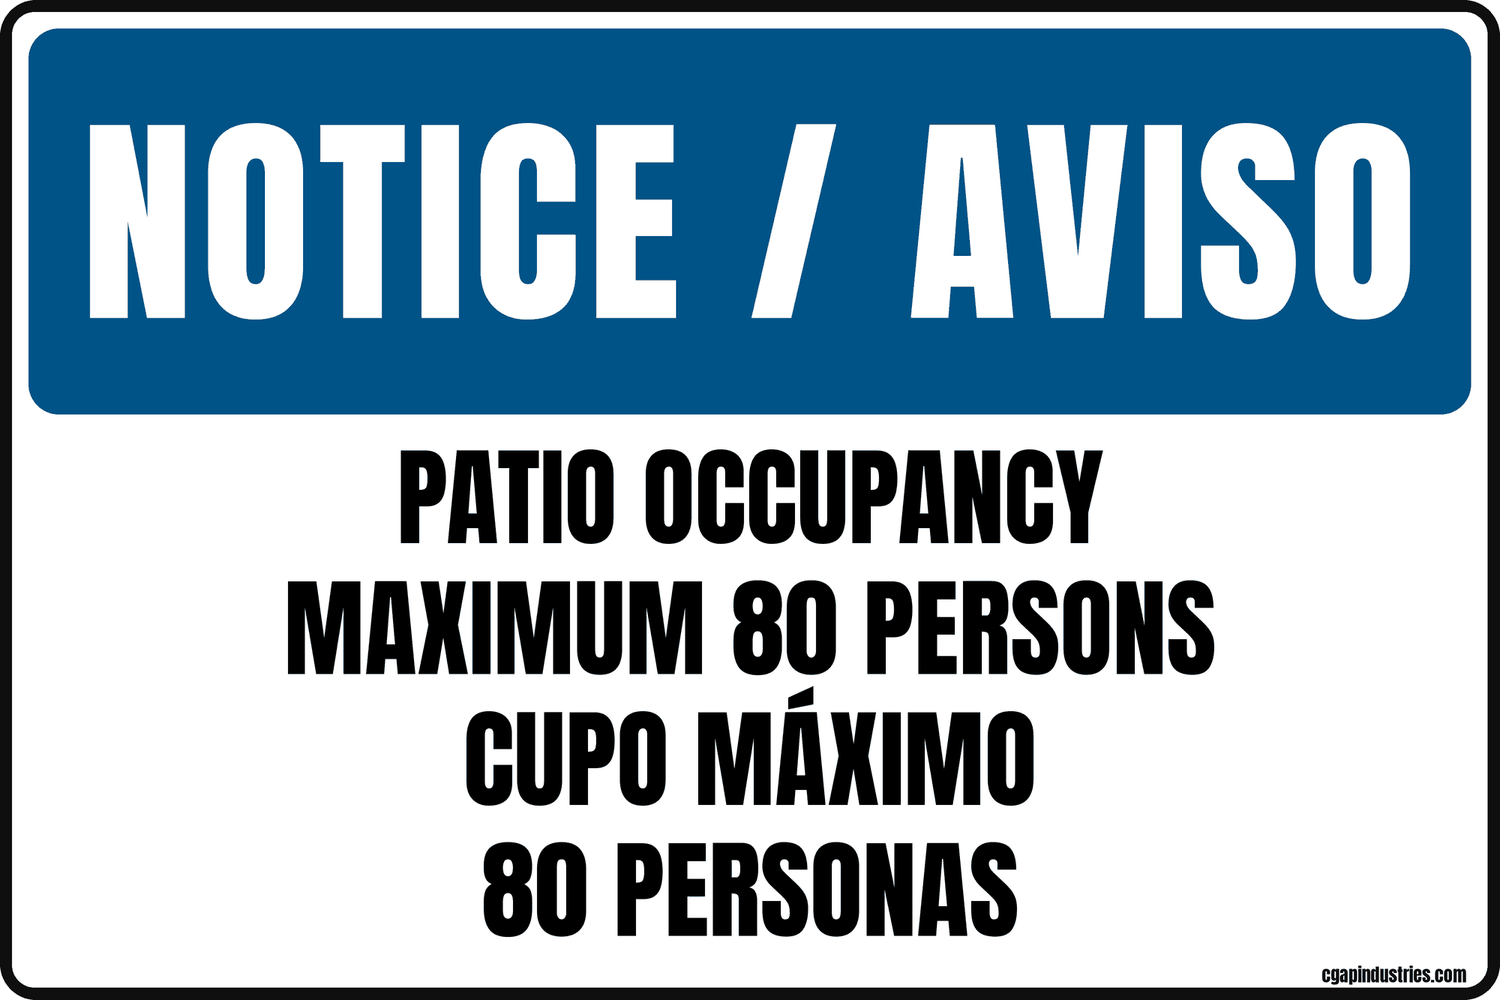 NOTICE / AVISO
PATIO OCCUPANCY
MAXIMUM 80 PERSONS
CUPO MÁXIMO
80 PERSONAS
cgapindustries.com